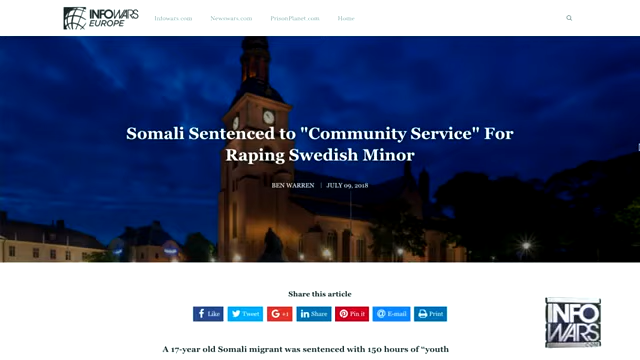 INFOWARS
EUROPE
Infowars.com Newswars.com PrisonPlanet.com Home
Somali Sentenced to "Community Service" For
Raping Swedish Minor
BEN WARREN | JULY 09, 2018
Share this article
Like Tweet +1 Share Pin it E-mail Print
INFO
WARS
A 17-year old Somali migrant was sentenced with 150 hours of “youth